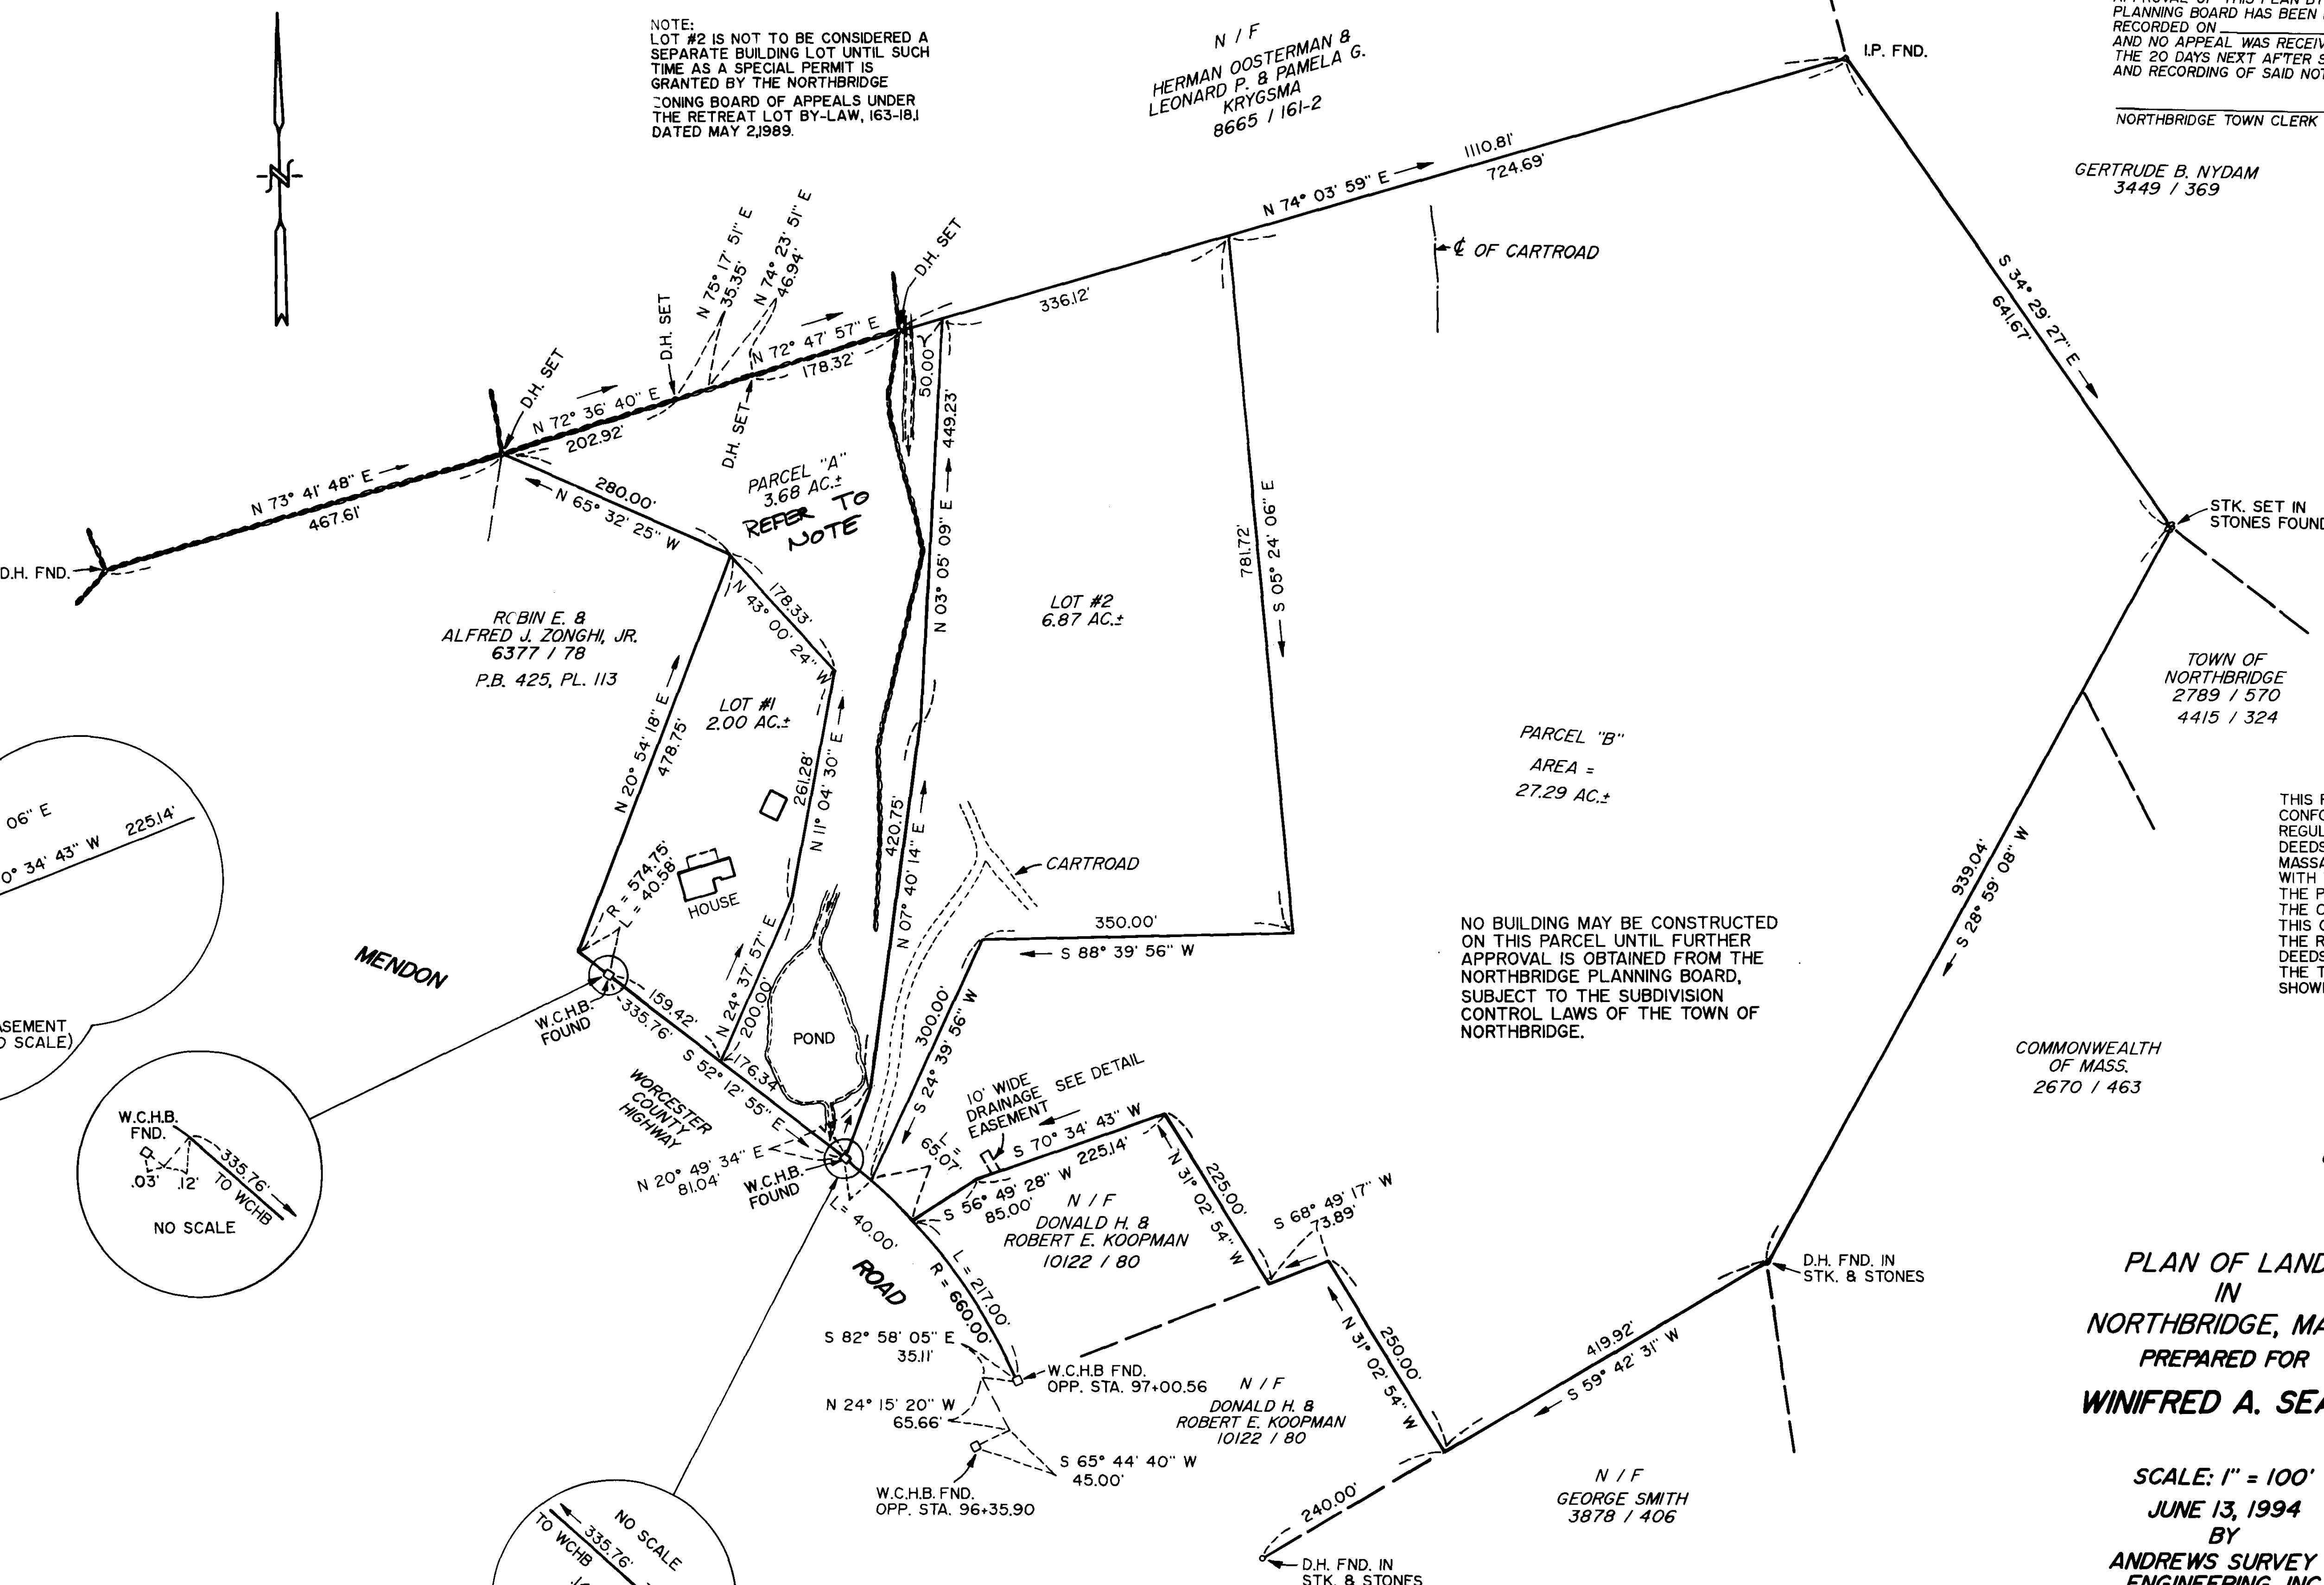 NOTE:
LOT #2 IS NOT TO BE CONSIDERED A
SEPARATE BUILDING LOT UNTIL SUCH
TIME AS A SPECIAL PERMIT IS
GRANTED BY THE NORTHBRIDGE
ZONING BOARD OF APPEALS UNDER
THE RETREAT LOT BY-LAW, 163-18.1
DATED MAY 2,1989.
N / F
HERMAN OOSTERMAN &
LEONARD P. & PAMELA G.
KRYGSMA
8665 / 161-2
I.P. FND.
PLANNING BOARD HAS BEEN
RECORDED ON
AND NO APPEAL WAS
THE 20 DAYS NEXT AFTER
AND RECORDING OF SAID
NORTHBRIDGE TOWN CLERK
GERTRUDE B. NYDAM
3449 / 369
N
N 74° 03' 59" E
1110.81'
724.69'
℄ OF CARTROAD
336.12'
S 34° 29' 27" E
641.67'
D.H. SET
N 75° 17' 51" E
35.35'
N 74° 23' 51" E
46.94'
D.H. SET
N 72° 47' 57" E
178.32'
D.H. SET
D.H. SET
N 72° 36' 40" E
202.92'
50.00'
449.23'
N 03° 05' 09" E
N 73° 41' 48" E
467.61'
D.H. FND.
280.00'
N 65° 32' 25" W
PARCEL "A"
3.68 AC.±
REFER TO
NOTE
178.33'
N 43° 00' 24" W
781.72'
S 05° 24' 06" E
STK. SET IN
STONES FOUND
LOT #2
6.87 AC.±
ROBIN E. &
ALFRED J. ZONGHI, JR.
6377 / 78
P.B. 425, PL. 113
LOT #1
2.00 AC.±
N 20° 54' 18" E
478.75'
261.28'
N 11° 04' 30" E
TOWN OF
NORTHBRIDGE
2789 / 570
4415 / 324
PARCEL "B"
AREA =
27.29 AC.±
06" E
0° 34' 43" W
225.14'
R = 574.75'
L = 40.58'
HOUSE
420.75'
N 07° 40' 14" E
CARTROAD
939.04'
S 28° 59' 08" W
350.00'
S 88° 39' 56" W
NO BUILDING MAY BE CONSTRUCTED
ON THIS PARCEL UNTIL FURTHER
APPROVAL IS OBTAINED FROM THE
NORTHBRIDGE PLANNING BOARD,
SUBJECT TO THE SUBDIVISION
CONTROL LAWS OF THE TOWN OF
NORTHBRIDGE.
THIS
DEEDS
WITH
THE
THE
THIS
THE
DEEDS
THE
MENDON
W.C.H.B.
FOUND
159.42'
335.76'
N 24° 37' 57" E
200.00'
POND
300.00'
S 24° 39' 56" W
176.34'
S 52° 12' 55" E
WORCESTER
COUNTY
HIGHWAY
SCALE)
W.C.H.B.
FND.
.03'
.12'
335.76'
TO WCHB
NO SCALE
N 20° 49' 34" E
81.04'
W.C.H.B.
FOUND
L =
65.07'
10' WIDE
DRAINAGE
EASEMENT
SEE DETAIL
S 70° 34' 43" W
225.14'
S 56° 49' 28" W
85.00'
N / F
DONALD H. &
ROBERT E. KOOPMAN
10122 / 80
225.00'
N 31° 02' 54" W
S 68° 49' 17" W
73.89'
COMMONWEALTH
OF MASS.
2670 / 463
L = 40.00'
ROAD
L = 217.00'
R = 660.00'
S 82° 58' 05" E
35.11'
W.C.H.B FND.
OPP. STA. 97+00.56
N 24° 15' 20" W
65.66'
N / F
DONALD H. &
ROBERT E. KOOPMAN
10122 / 80
S 65° 44' 40" W
45.00'
W.C.H.B. FND.
OPP. STA. 96+35.90
250.00'
N 31° 02' 54" W
419.92'
S 59° 42' 31" W
D.H. FND. IN
STK. & STONES
240.00'
D.H. FND. IN
STK. & STONES
N / F
GEORGE SMITH
3878 / 406
NO SCALE
335.76'
TO WCHB
PLAN OF LAND
IN
NORTHBRIDGE,
PREPARED FOR
WINIFRED A.
SCALE: 1" = 100'
JUNE 13, 1994
BY
ANDREWS SURVEY
ENGINEERING, INC